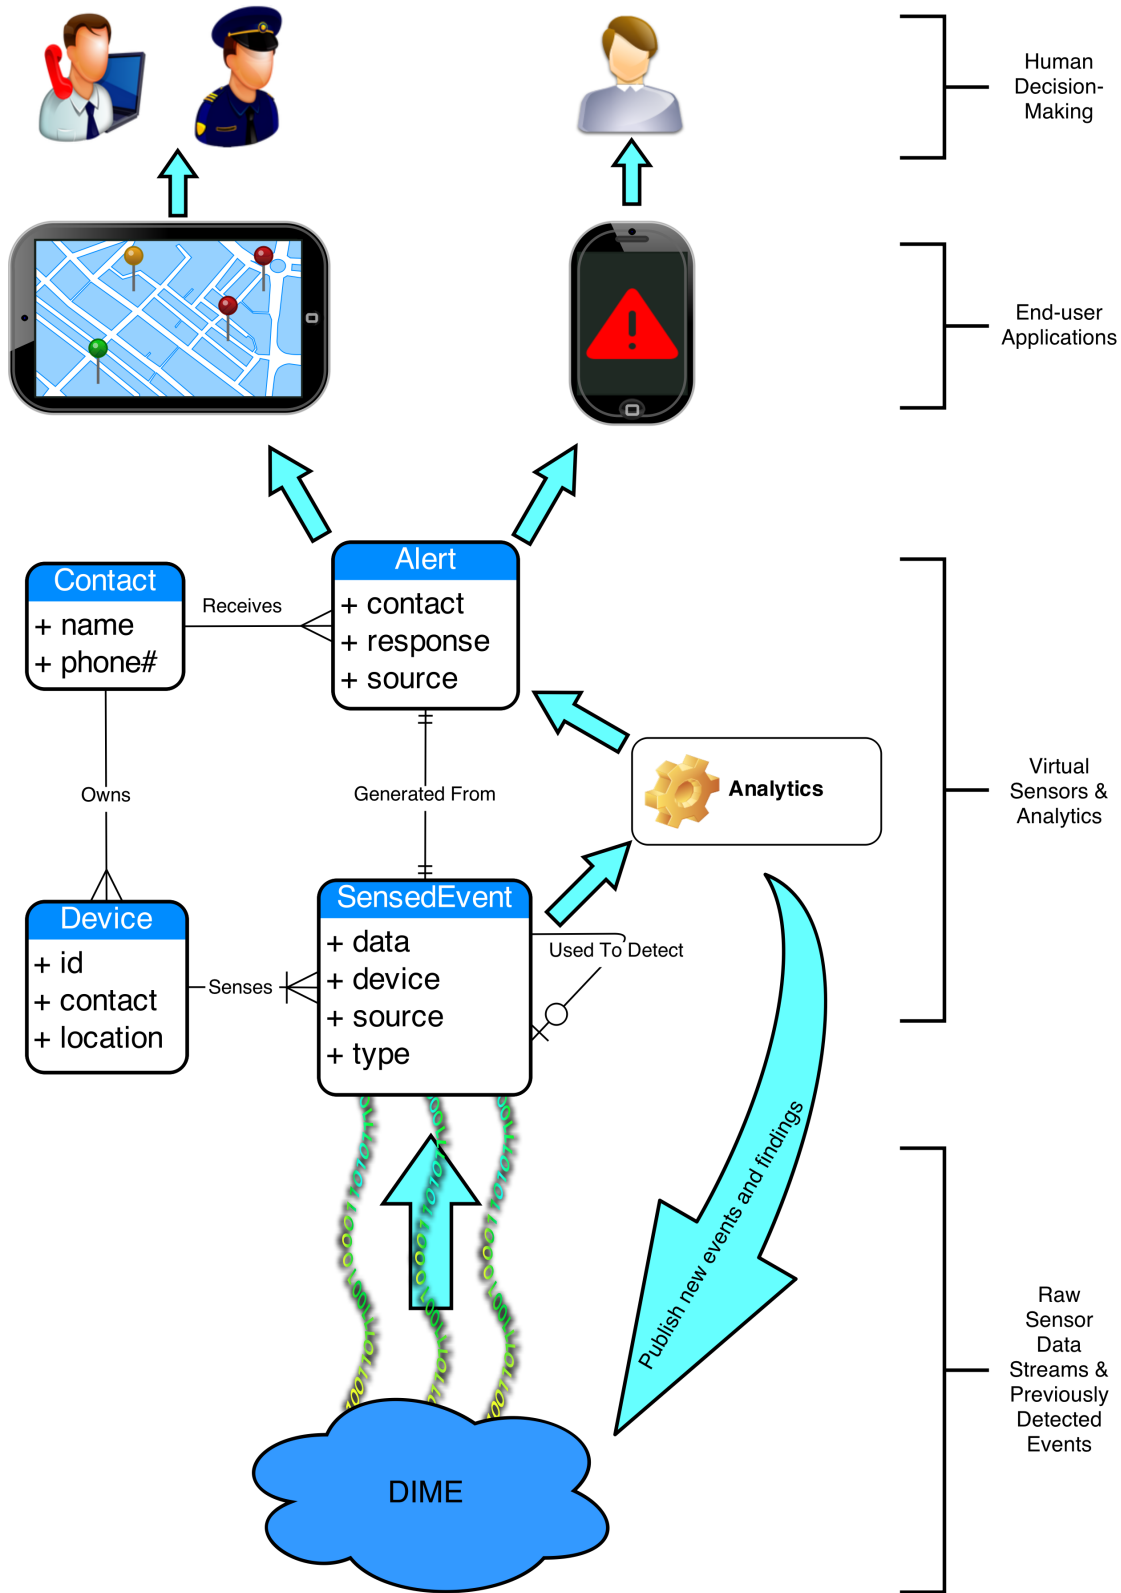 Human
Decision-
Making
End-user
Applications
Contact
+ name
+ phone#
Receives
Alert
+ contact
+ response
+ source
Owns
Generated From
Analytics
Virtual
Sensors &
Analytics
Device
+ id
+ contact
+ location
Senses
SensedEvent
+ data
+ device
+ source
+ type
Used To Detect
Publish new events and findings
Raw
Sensor
Data
Streams &
Previously
Detected
Events
DIME